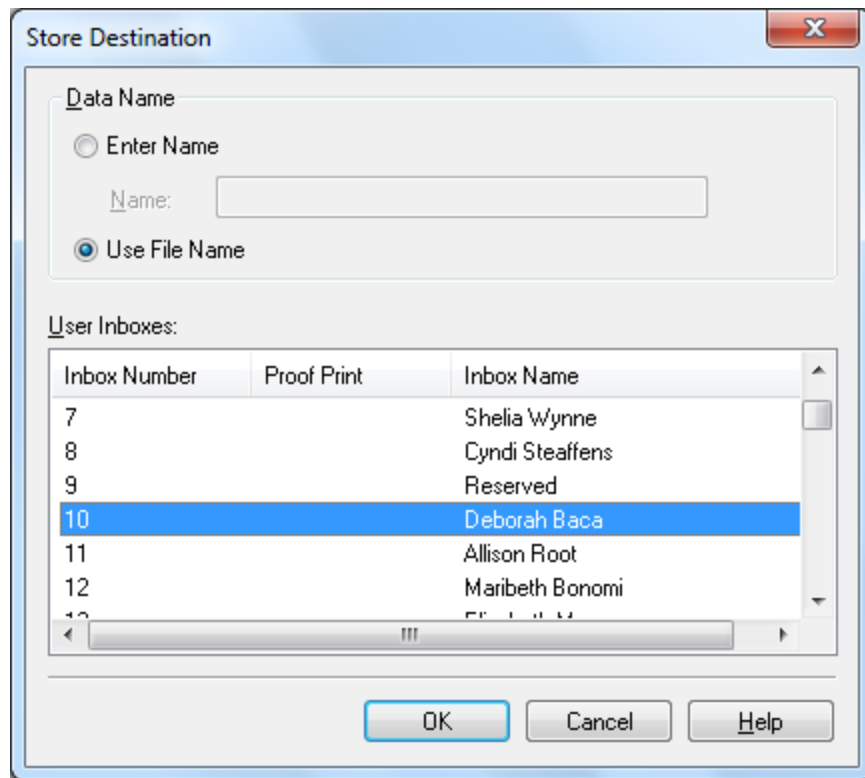 Store Destination
Data Name
Enter Name
Name:
Use File Name
User Inboxes:
Inbox Number Proof Print Inbox Name
7 Shelia Wynne
8 Cyndi Steaffens
9 Reserved
10 Deborah Baca
11 Allison Root
12 Maribeth Bonomi
OK Cancel Help